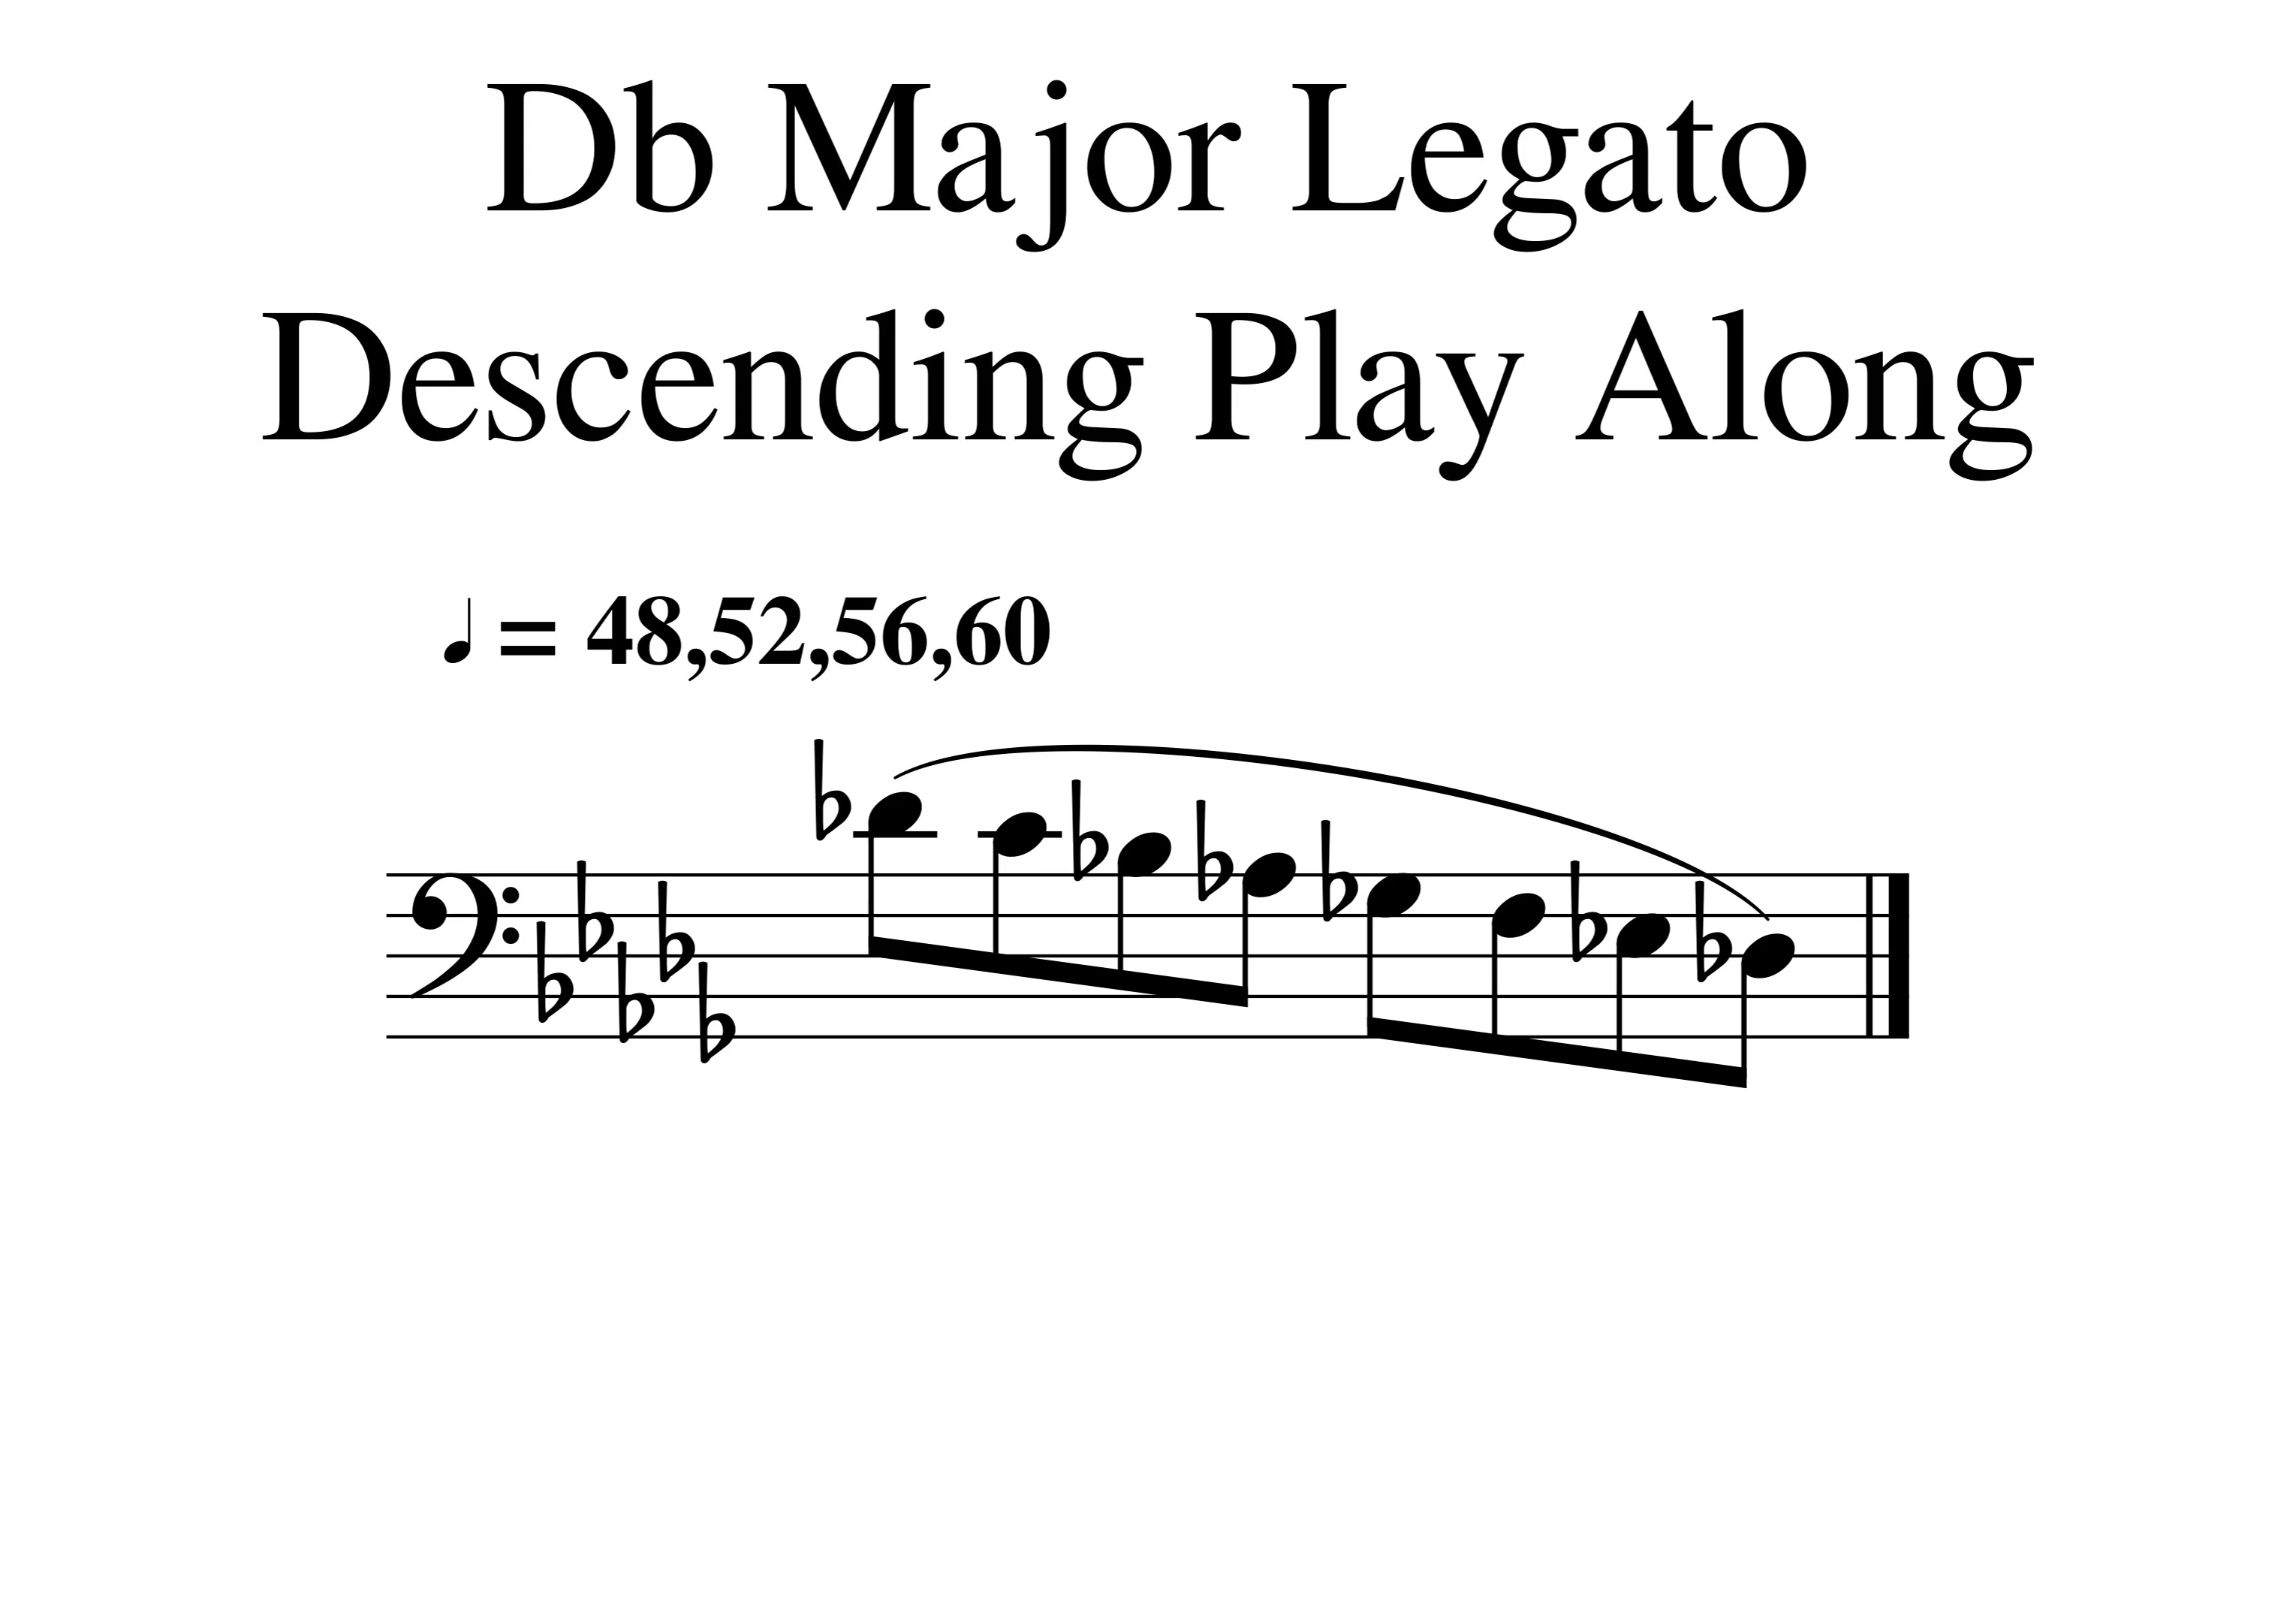 Db Major Legato
Descending Play Along
𝅗𝅥 = 48,52,56,60